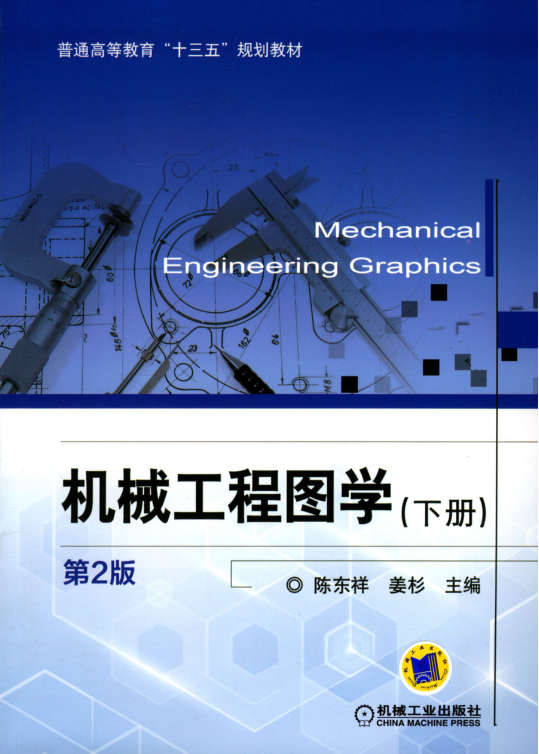 普通高等教育“十三五”规划教材
Mechanical
Engineering Graphics
机械工程图学(下册)
第2版
◎ 陈东祥 姜杉 主编
机械工业出版社
CHINA MACHINE PRESS